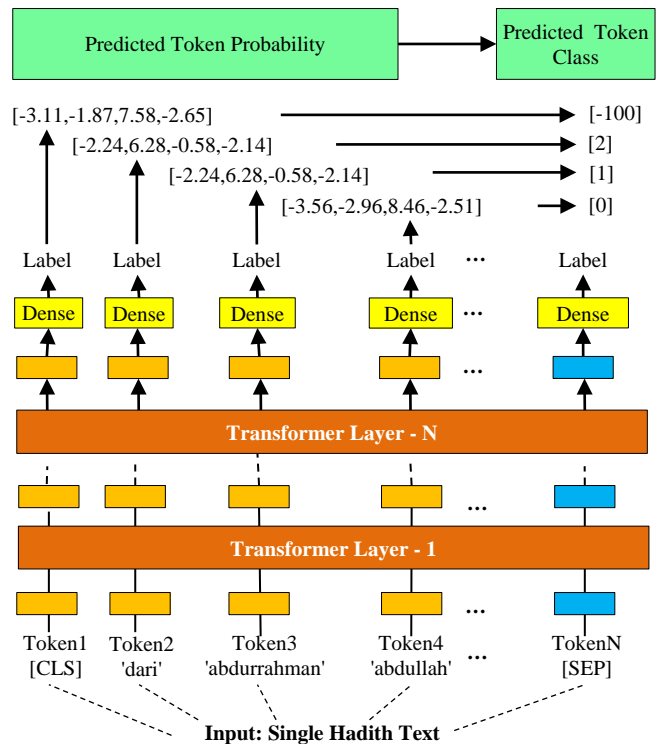 Predicted Token Probability
Predicted Token
Class
[-3.11,-1.87,7.58,-2.65]
[-100]
[-2.24,6.28,-0.58,-2.14]
[2]
[-2.24,6.28,-0.58,-2.14]
[1]
[-3.56,-2.96,8.46,-2.51]
[0]
Label Label Label Label ... Label
Dense Dense Dense Dense ... Dense
...
Transformer Layer - N
...
Transformer Layer - 1
...
Token1 Token2 Token3 Token4 TokenN
[CLS] 'dari' 'abdurrahman' 'abdullah' ... [SEP]
Input: Single Hadith Text